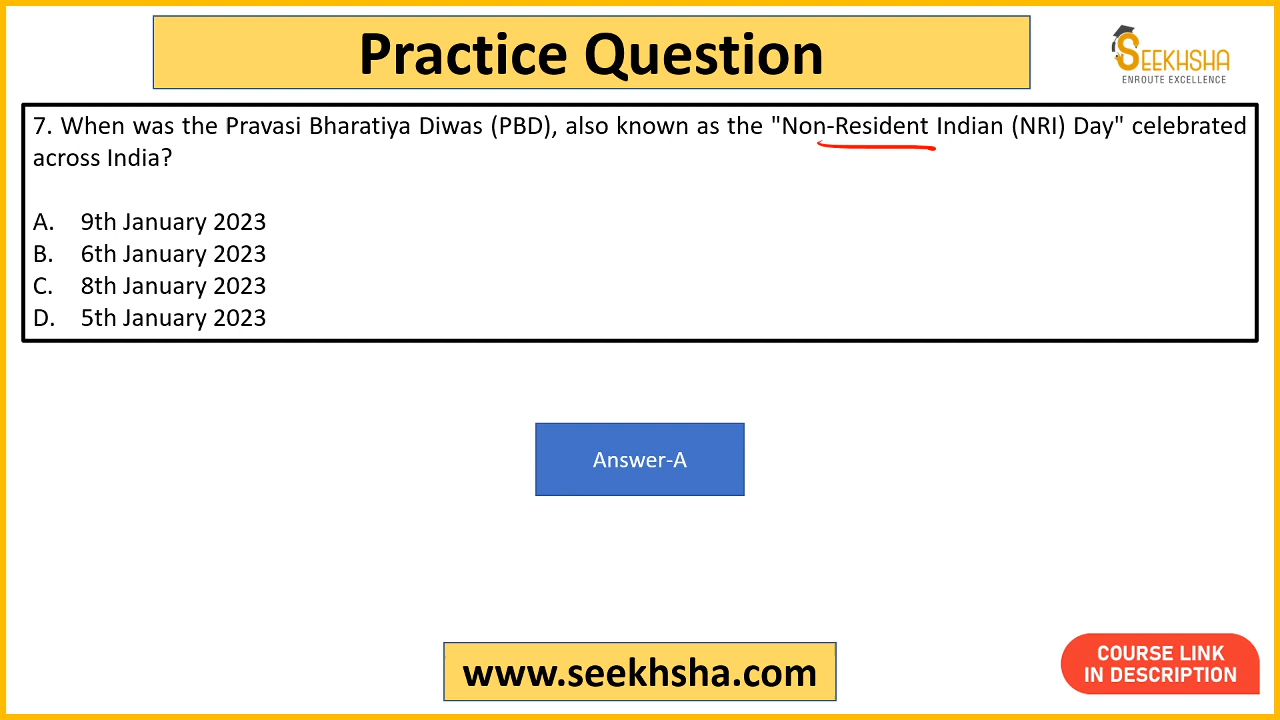 Practice Question
SEEKHSHA
ENROUTE EXCELLENCE
7. When was the Pravasi Bharatiya Diwas (PBD), also known as the "Non-Resident Indian (NRI) Day" celebrated
across India?
A. 9th January 2023
B. 6th January 2023
C. 8th January 2023
D. 5th January 2023
Answer-A
www.seekhsha.com
COURSE LINK
IN DESCRIPTION